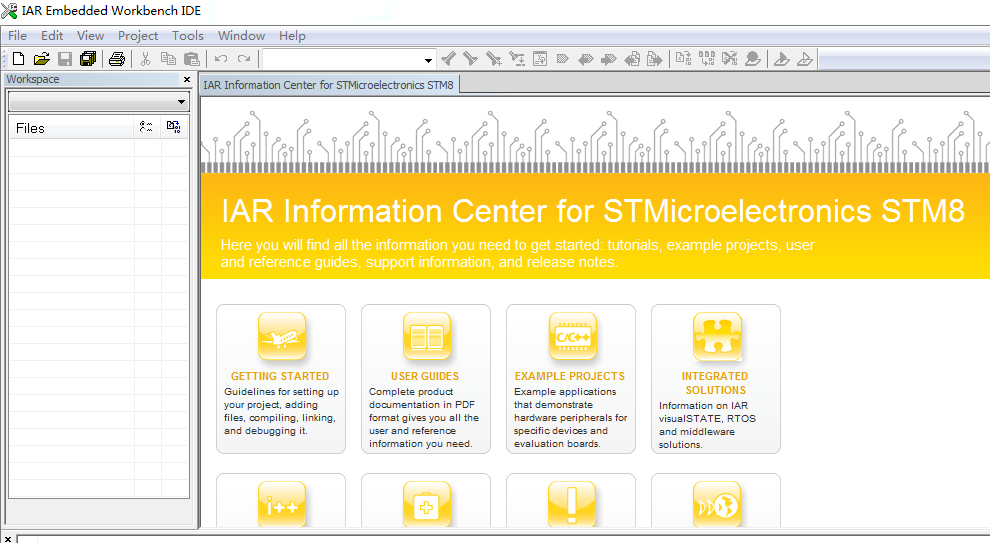 IAR Embedded Workbench IDE
File Edit View Project Tools Window Help
Workspace
Files
IAR Information Center for STMicroelectronics STM8
IAR Information Center for STMicroelectronics STM8
Here you will find all the information you need to get started: tutorials, example projects, user
and reference guides, support information, and release notes.
GETTING STARTED
Guidelines for setting up
your project, adding
files, compiling, linking,
and debugging it.
USER GUIDES
Complete product
documentation in PDF
format gives you all the
user and reference
information you need.
C/C++
EXAMPLE PROJECTS
Example applications
that demonstrate
hardware peripherals for
specific devices and
evaluation boards.
INTEGRATED
SOLUTIONS
Information on IAR
visualSTATE, RTOS
and middleware
solutions.
i++